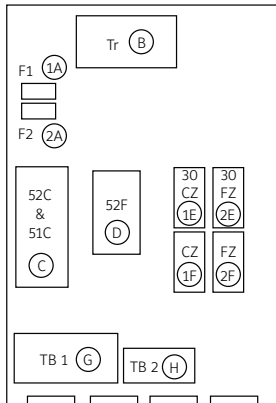 Tr B
F1 1A
F2 2A
52C
&
51C
C
52F
D
30
CZ
1E
30
FZ
2E
CZ
1F
FZ
2F
TB 1 G
TB 2 H